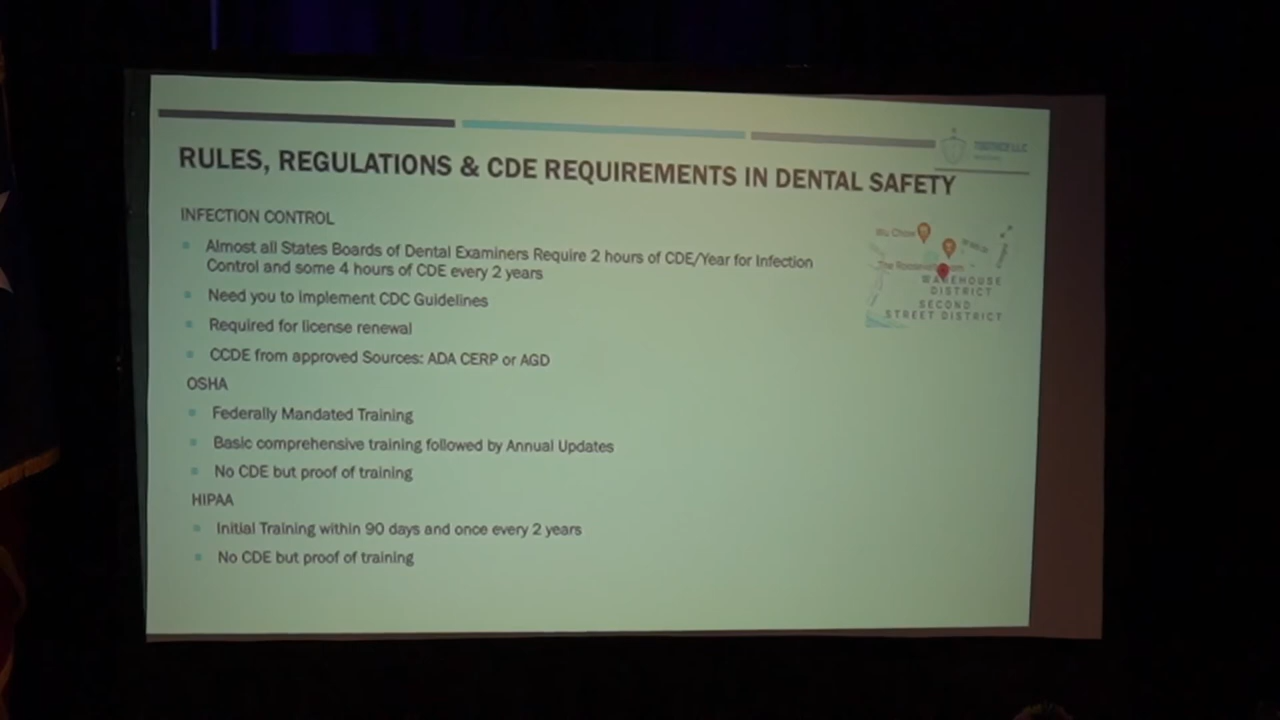 RULES, REGULATIONS & CDE REQUIREMENTS IN DENTAL SAFETY
INFECTION CONTROL
Almost all States Boards of Dental Examiners Require 2 hours of CDE/Year for Infection
Control and some 4 hours of CDE every 2 years
Need you to implement CDC Guidelines
Required for license renewal
CCDE from approved Sources: ADA CERP or AGD
OSHA
Federally Mandated Training
Basic comprehensive training followed by Annual Updates
No CDE but proof of training
HIPAA
Initial Training within 90 days and once every 2 years
No CDE but proof of training
LLC
The
WAREHOUSE
DISTRICT
SECOND
STREET DISTRICT